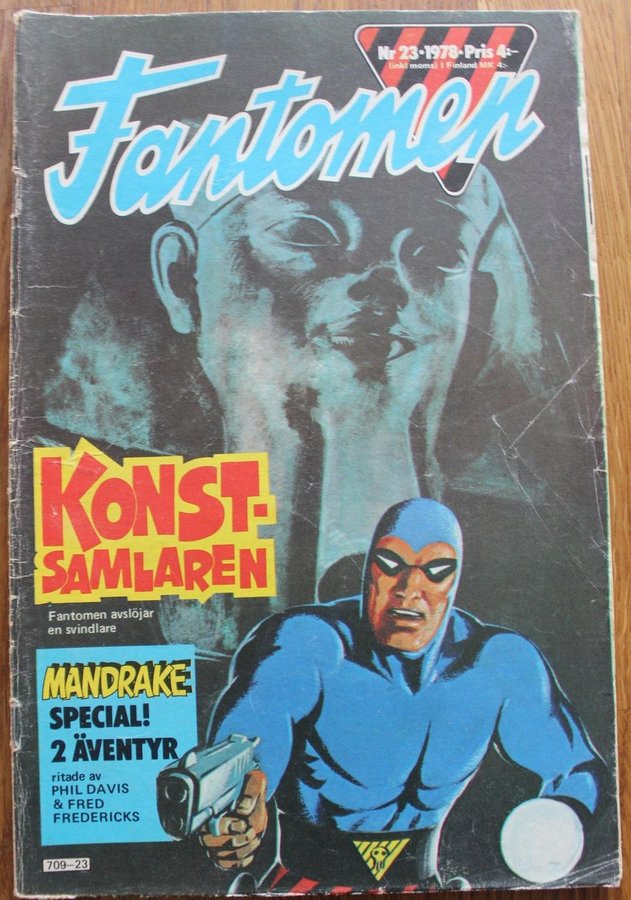 Nr 23•1978•Pris 4:–
(inkl moms) I Finland MK 4:-
Fantomen
KONST-
SAMLAREN
Fantomen avslöjar
en svindlare
MANDRAKE
SPECIAL!
2 ÄVENTYR
ritade av
PHIL DAVIS
& FRED
FREDERICKS
709–23